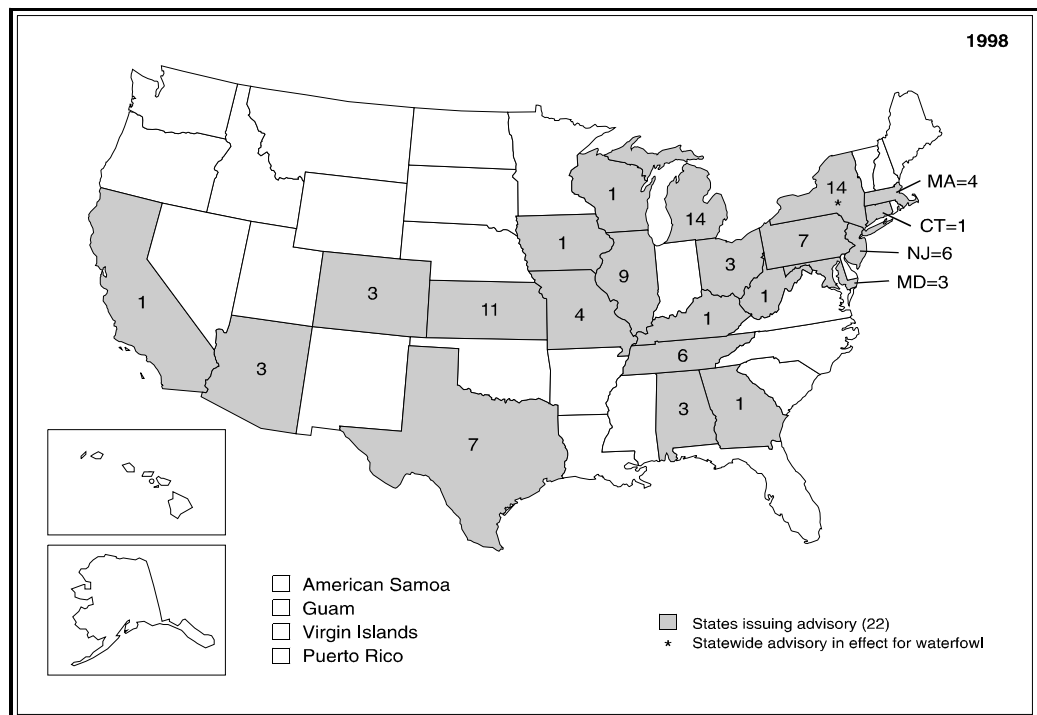 1998
1
14
14
*
MA=4
CT=1
NJ=6
MD=3
1
7
3
9
1
3
11
4
1
1
6
3
3
1
7
American Samoa
Guam
Virgin Islands
Puerto Rico
States issuing advisory (22)
* Statewide advisory in effect for waterfowl